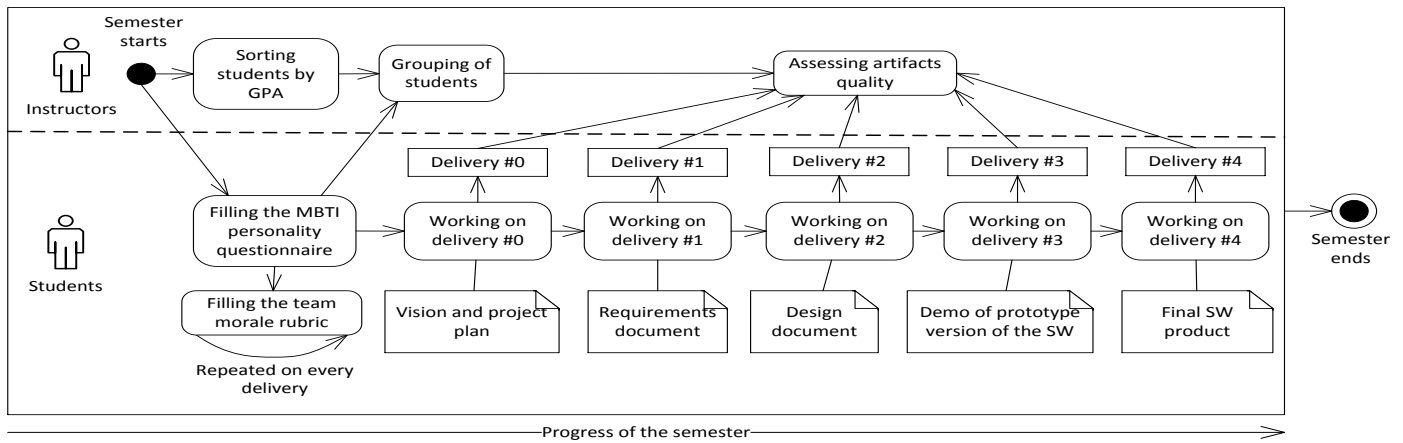 Semester
starts
Instructors
Sorting
students by
GPA
Grouping of
students
Assessing artifacts
quality
Delivery #0
Delivery #1
Delivery #2
Delivery #3
Delivery #4
Students
Filling the MBTI
personality
questionnaire
Working on
delivery #0
Working on
delivery #1
Working on
delivery #2
Working on
delivery #3
Working on
delivery #4
Semester
ends
Filling the team
morale rubric
Repeated on every
delivery
Vision and project
plan
Requirements
document
Design
document
Demo of prototype
version of the SW
Final SW
product
Progress of the semester